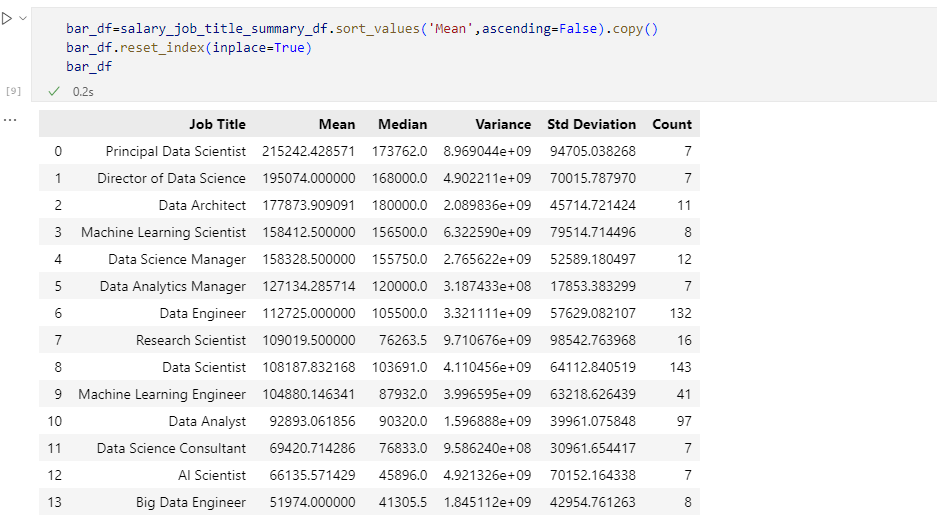 bar_df=salary_job_title_summary_df.sort_values('Mean',ascending=False).copy()
bar_df.reset_index(inplace=True)
bar_df
[9] ✓ 0.2s
...
Job Title Mean Median Variance Std Deviation Count
0 Principal Data Scientist 215242.428571 173762.0 8.969044e+09 94705.038268 7
1 Director of Data Science 195074.000000 168000.0 4.902211e+09 70015.787970 7
2 Data Architect 177873.909091 180000.0 2.089836e+09 45714.721424 11
3 Machine Learning Scientist 158412.500000 156500.0 6.322590e+09 79514.714496 8
4 Data Science Manager 158328.500000 155750.0 2.765622e+09 52589.180497 12
5 Data Analytics Manager 127134.285714 120000.0 3.187433e+08 17853.383299 7
6 Data Engineer 112725.000000 105500.0 3.321111e+09 57629.082107 132
7 Research Scientist 109019.500000 76263.5 9.710676e+09 98542.763968 16
8 Data Scientist 108187.832168 103691.0 4.110456e+09 64112.840519 143
9 Machine Learning Engineer 104880.146341 87932.0 3.996595e+09 63218.626439 41
10 Data Analyst 92893.061856 90320.0 1.596888e+09 39961.075848 97
11 Data Science Consultant 69420.714286 76833.0 9.586240e+08 30961.654417 7
12 AI Scientist 66135.571429 45896.0 4.921326e+09 70152.164338 7
13 Big Data Engineer 51974.000000 41305.5 1.845112e+09 42954.761263 8